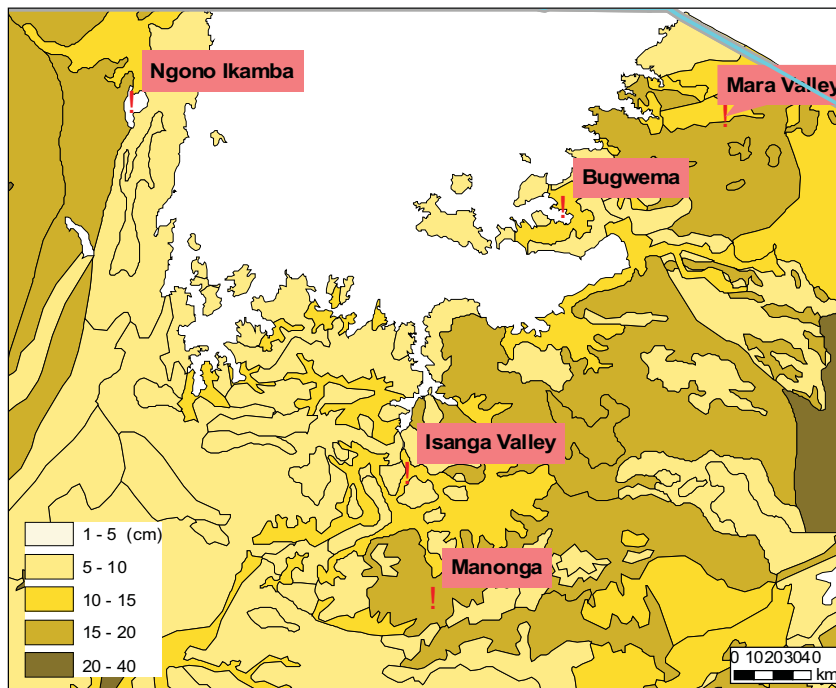 Ngono Ikamba
Mara Valley
Bugwema
Isanga Valley
Manonga
1 - 5 (cm)
5 - 10
10 - 15
15 - 20
20 - 40
0 10203040
km